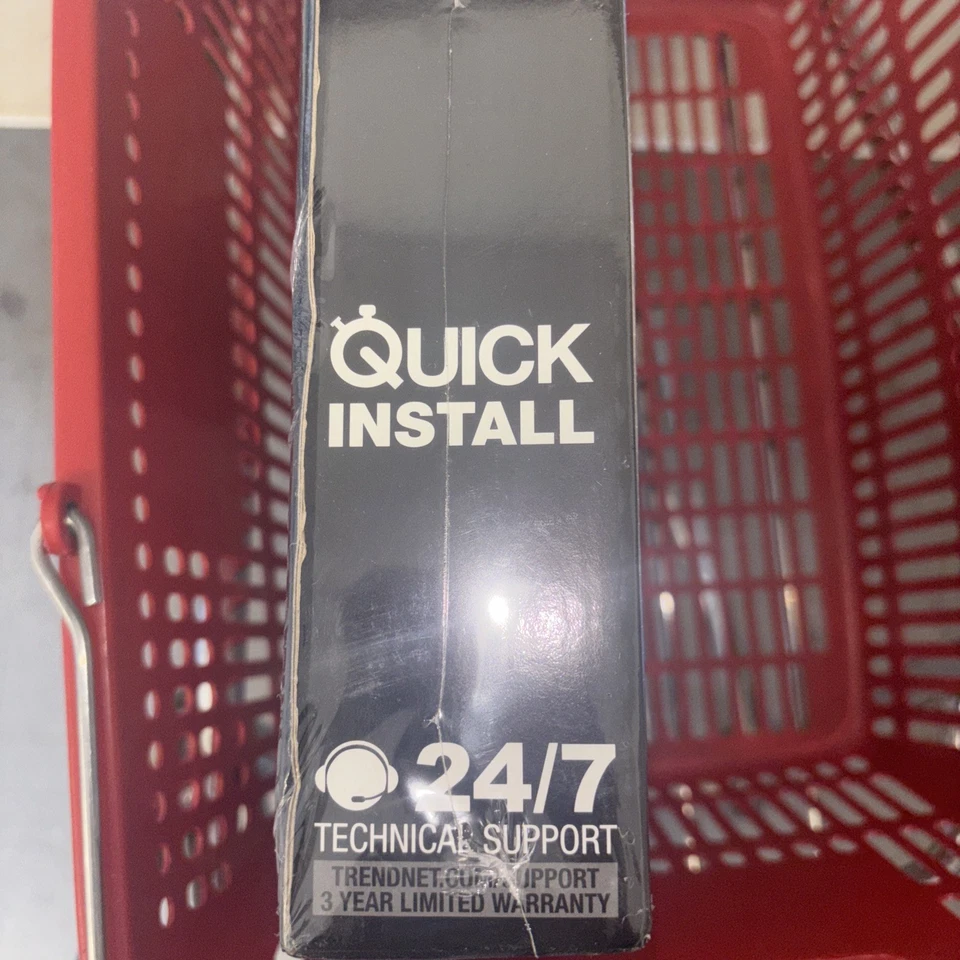 QUICK
INSTALL
24/7
TECHNICAL SUPPORT
TRENDNET.COM/SUPPORT
3 YEAR LIMITED WARRANTY